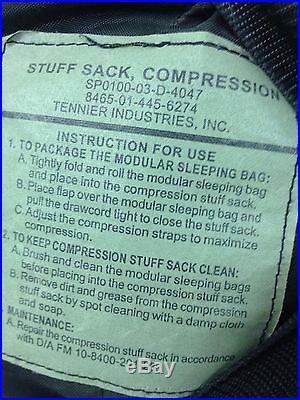 STUFF SACK, COMPRESSION
SP0100-03-D-4047
8465-01-445-6274
TENNIER INDUSTRIES, INC.
INSTRUCTION FOR USE
1. TO PACKAGE THE MODULAR SLEEPING BAG:
A. Tightly fold and roll the modular sleeping bag
and place into the compression stuff sack.
B. Place flap over the modular sleeping bag and
pull the drawcord light to close the stuff sack.
C. Adjust the compression straps to maximize
compression.
2. TO KEEP COMPRESSION STUFF SACK CLEAN:
A. Brush and clean the modular sleeping bags
before placing into the compression stuff sack.
B. Remove dirt and grease from the compression
stuff sack by spot cleaning with a damp cloth
and soap.
MAINTENANCE:
A. Repair the compression stuff sack in accordance
with D/A FM 10-8400-201